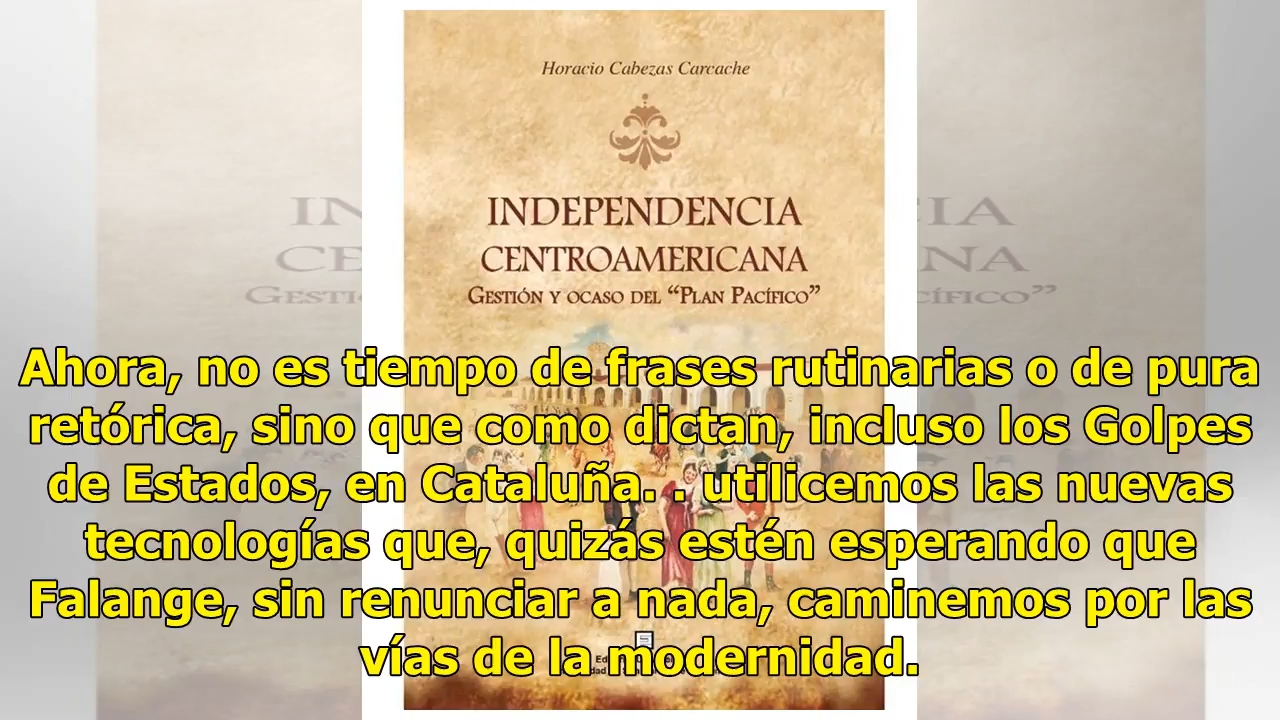 Horacio Cabezas Carcache
INDEPENDENCIA
CENTROAMERICANA
GESTIÓN Y OCASO DEL “PLAN PACÍFICO”
Ahora, no es tiempo de frases rutinarias o de pura
retórica, sino que como dictan, incluso los Golpes
de Estados, en Cataluña. . utilicemos las nuevas
tecnologías que, quizás estén esperando que
Falange, sin renunciar a nada, caminemos por las
vías de la modernidad.